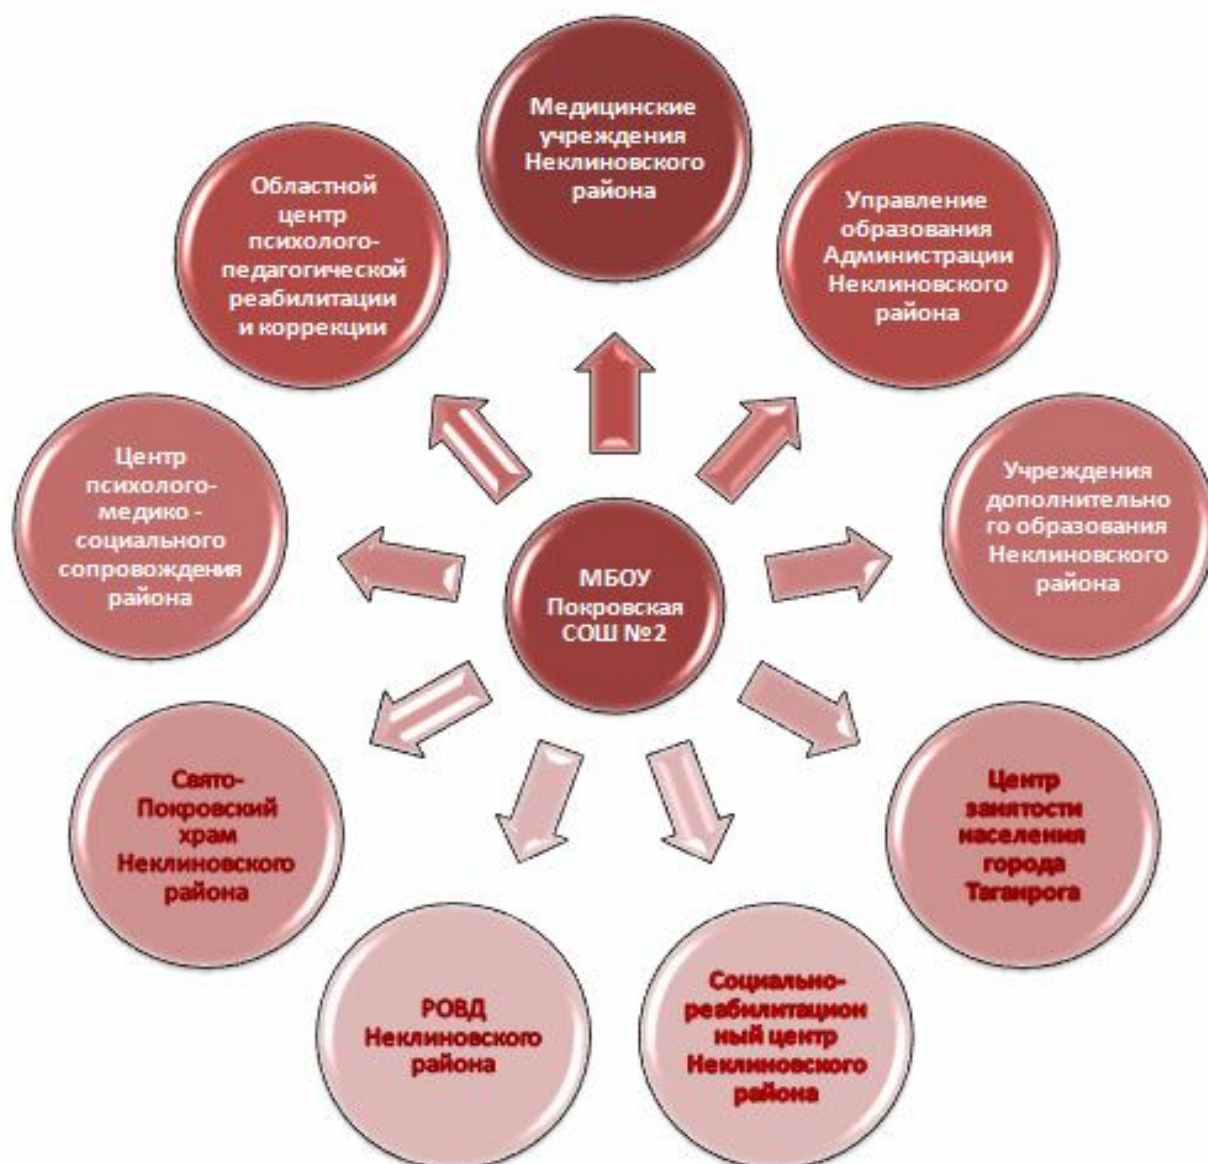 Медицинские
учреждения
Неклиновского
района
Управление
образования
Администрации
Неклиновского
района
Учреждения
дополнительно
го образования
Неклиновского
района
Центр
занятости
населения
города
Таганрога
Социально-
реабилитацион
ный центр
Неклиновского
района
РОВД
Неклиновского
района
Свято-
Покровский
храм
Неклиновского
района
Центр
психолого-
медико -
социального
сопровождения
района
Областной
центр
психолого-
педагогической
реабилитации
и коррекции
МБОУ
Покровская
СОШ №2